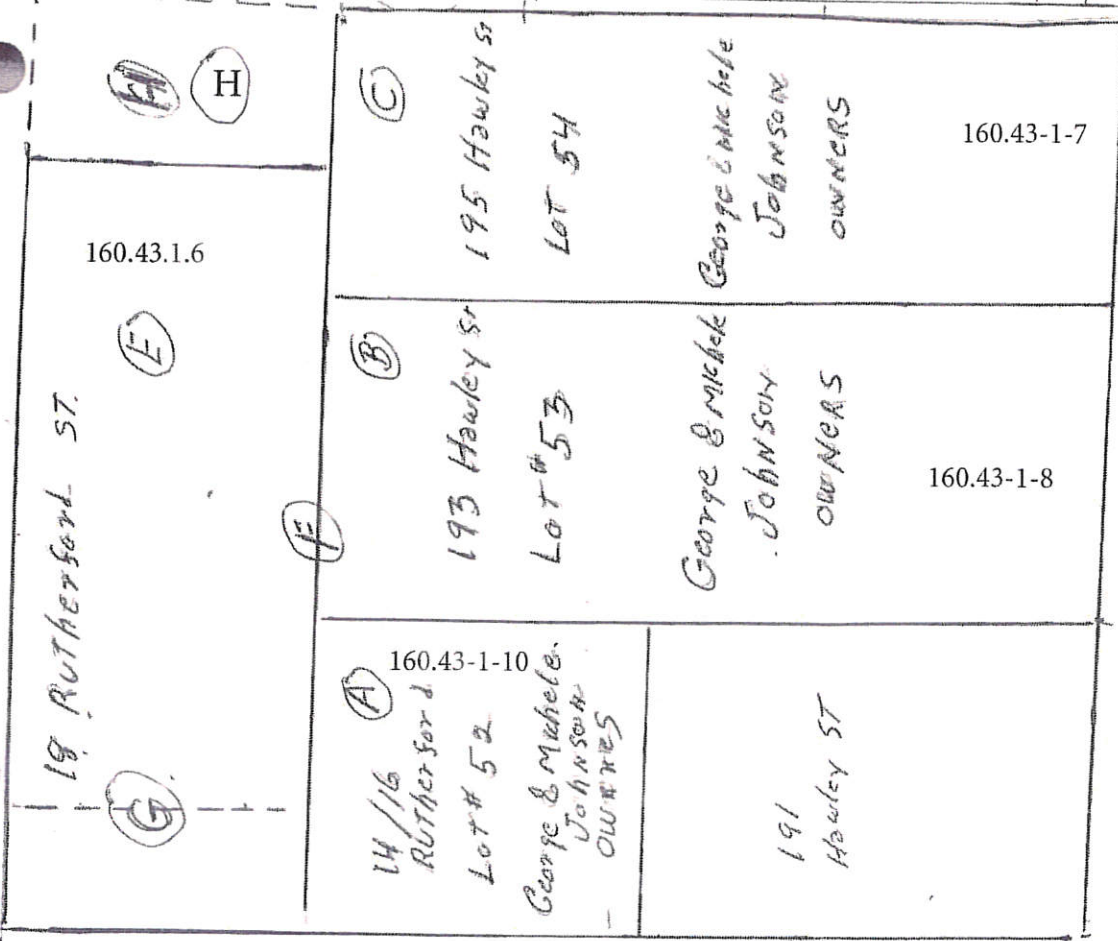 H
H
160.43.1.6
E
18 Rutherford ST.
G
F
C
195 Hawley St
Lot 54
George & Michele
Johnson
OWNERS
160.43-1-7
B
193 Hawley St
Lot # 53
George & Michele
Johnson
OWNERS
160.43-1-8
A
160.43-1-10
14/16
Rutherford
Lot # 52
George & Michele
Johnson
OWNERS
191
Hawley ST